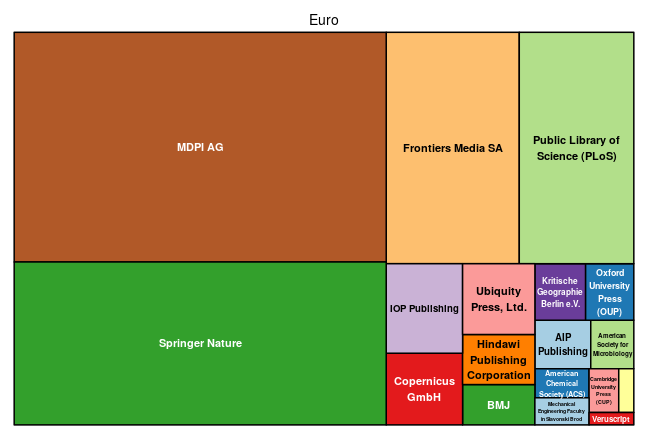 Euro
MDPI AG
Frontiers Media SA
Public Library of
Science (PLoS)
Springer Nature
IOP Publishing
Copernicus
GmbH
Ubiquity
Press, Ltd.
Hindawi
Publishing
Corporation
BMJ
Kritische
Geographie
Berlin e.V.
Oxford
University
Press
(OUP)
AIP
Publishing
American
Society for
Microbiology
American
Chemical
Society (ACS)
Cambridge
University
Press
(CUP)
Mechanical
Engineering Faculty
in Slavonski Brod
Veruscript